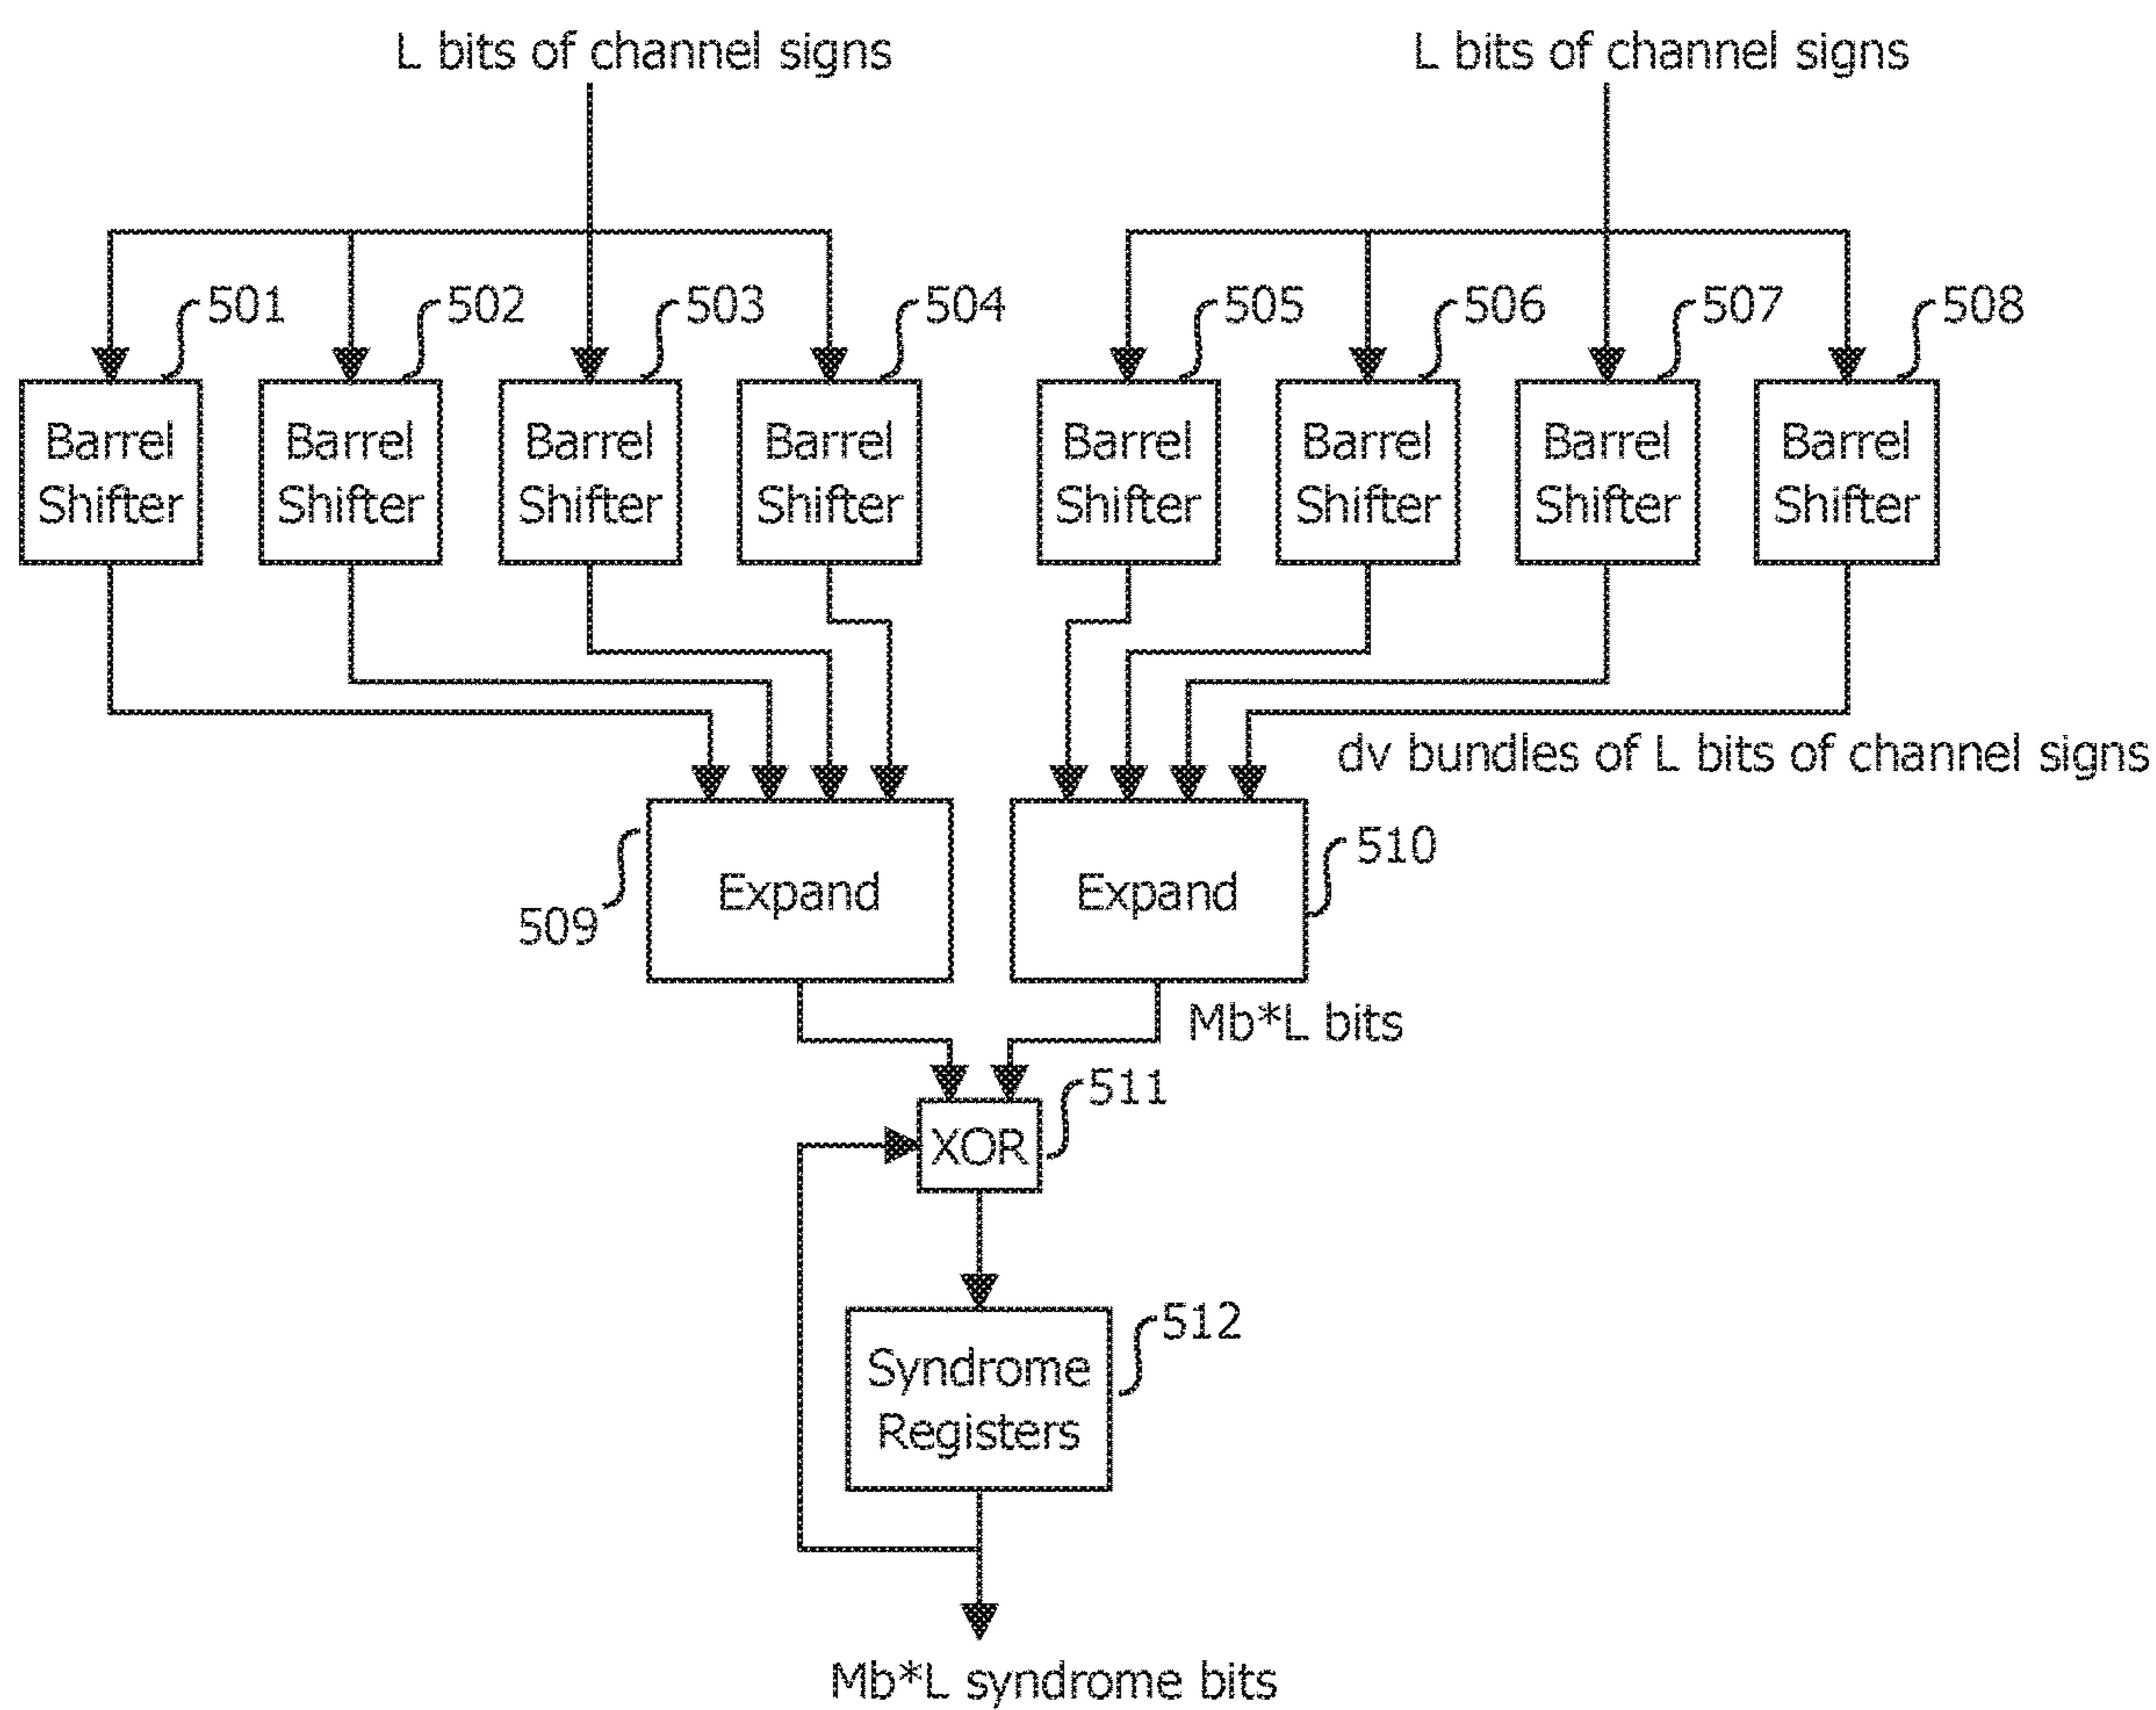 L bits of channel signs
L bits of channel signs
501
502
503
504
505
506
507
508
Barrel
Shifter
Barrel
Shifter
Barrel
Shifter
Barrel
Shifter
Barrel
Shifter
Barrel
Shifter
Barrel
Shifter
Barrel
Shifter
dv bundles of L bits of channel signs
509
Expand
Expand
510
Mb*L bits
XOR
511
Syndrome
Registers
512
Mb*L syndrome bits